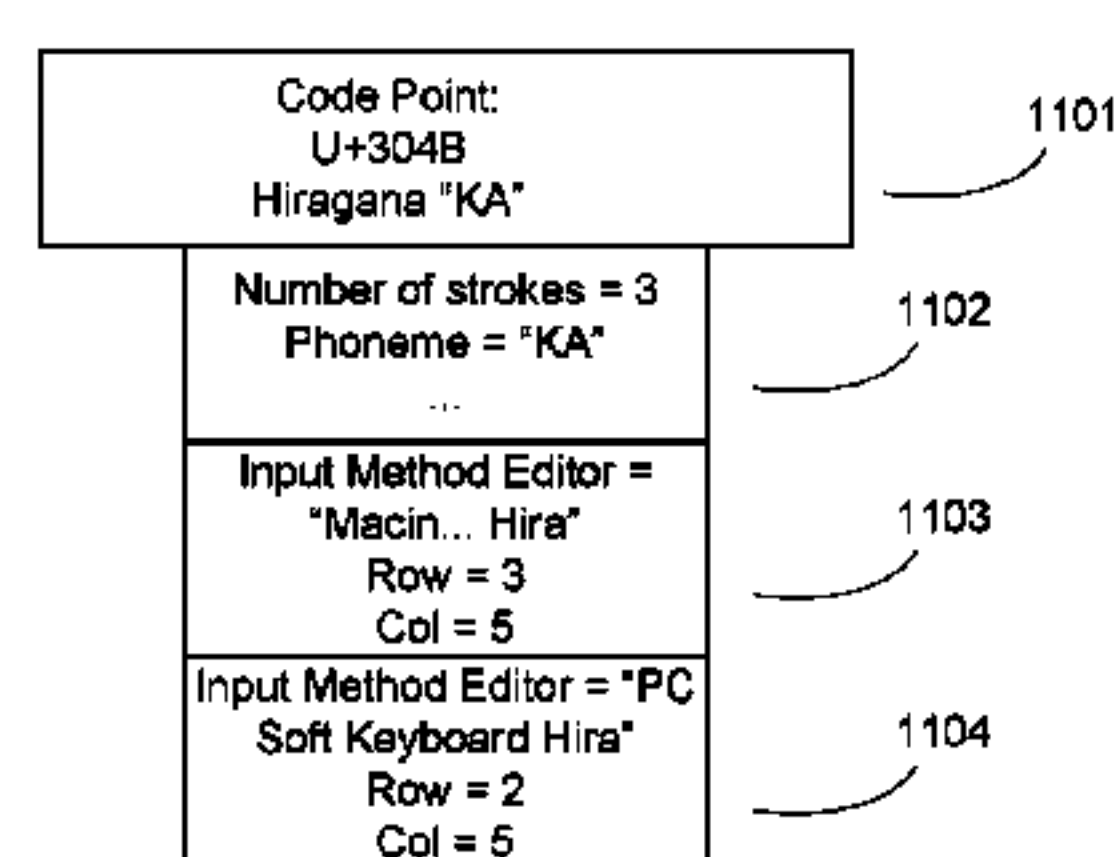 Code Point:
U+304B
Hiragana "KA"
1101
Number of strokes = 3
Phoneme = "KA"
...
1102
Input Method Editor =
"Macin... Hira"
Row = 3
Col = 5
1103
Input Method Editor = "PC
Soft Keyboard Hira"
Row = 2
Col = 5
1104